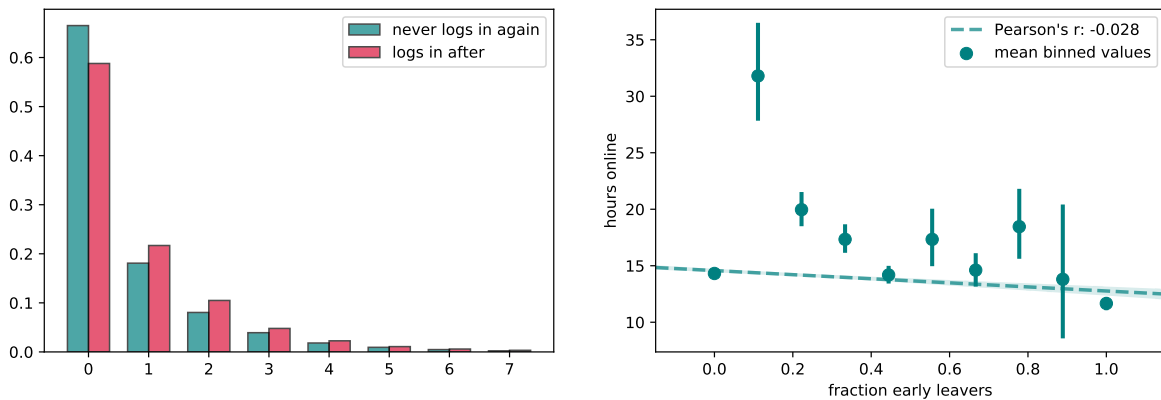 never logs in again
logs in after
0.6
0.5
0.4
0.3
0.2
0.1
0.0
0 1 2 3 4 5 6 7
Pearson's r: -0.028
mean binned values
hours online
35
30
25
20
15
10
0.0 0.2 0.4 0.6 0.8 1.0
fraction early leavers